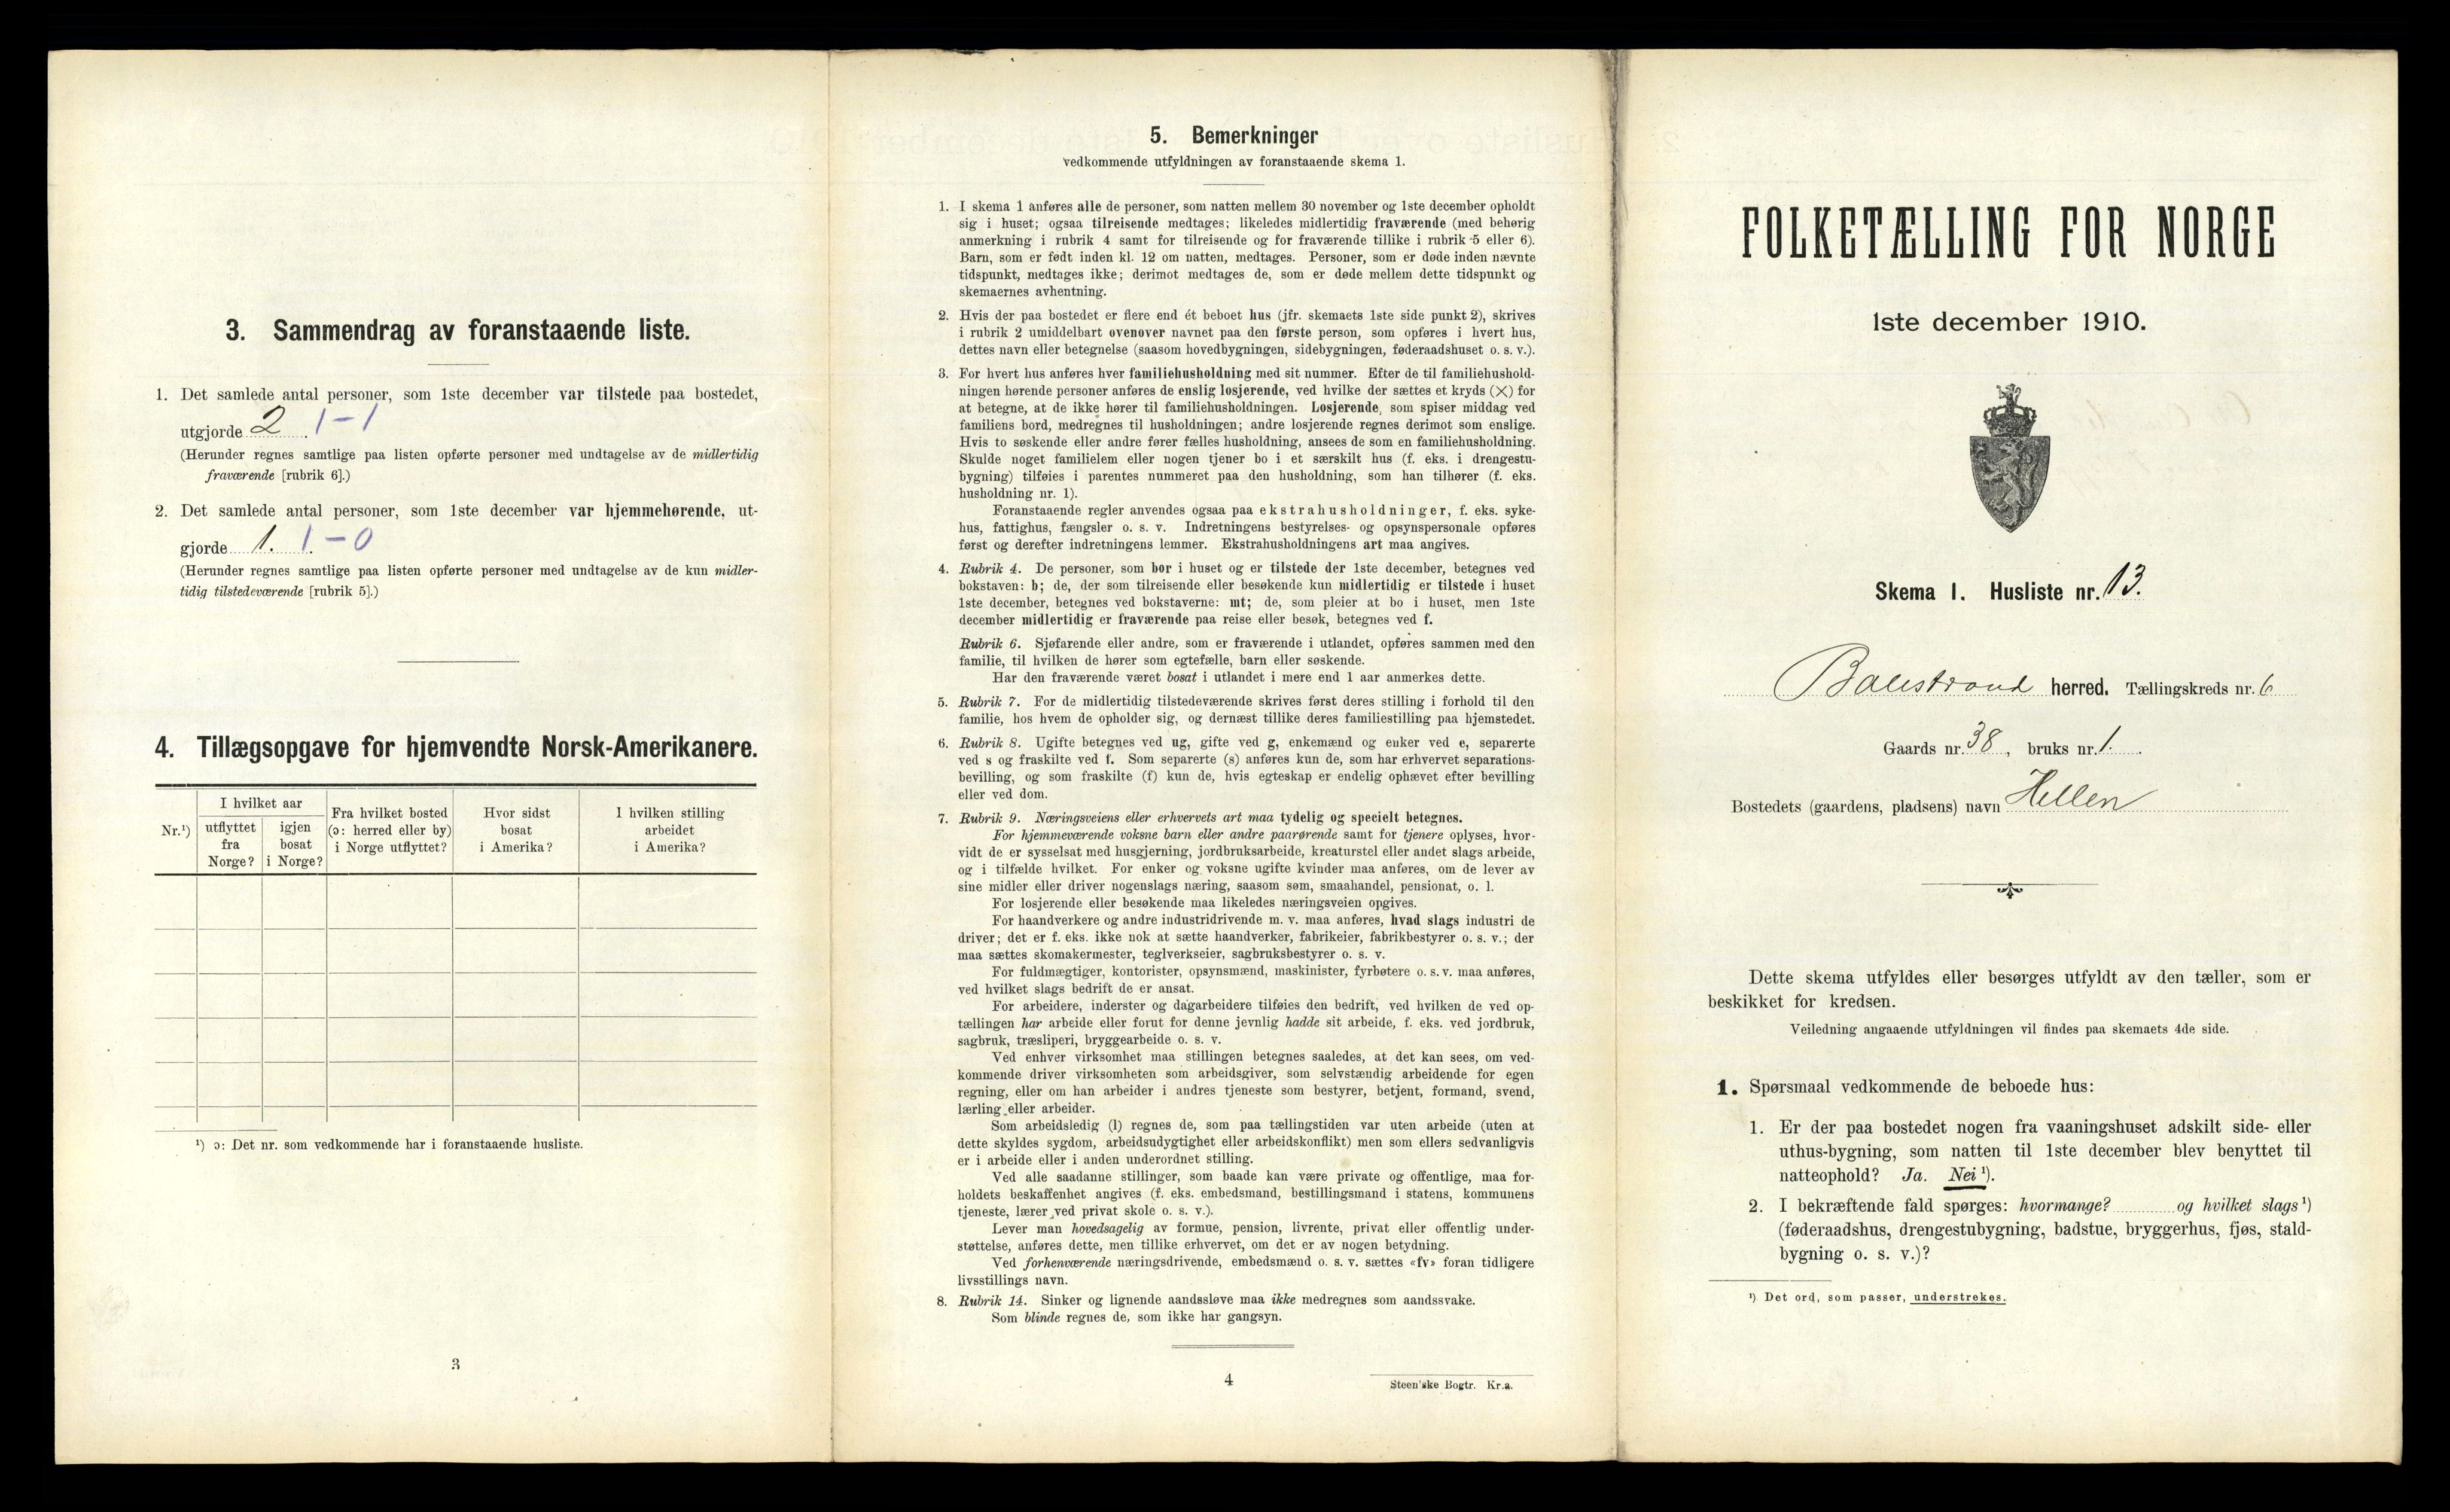 3. Sammendrag av foranstaaende liste.
1. Det samlede antal personer, som 1ste december var tilstede paa bostedet,
utgjorde 2. 1-1
(Herunder regnes samtlige paa listen opførte personer med undtagelse av de midlertidig
fraværende [rubrik 6].)
2. Det samlede antal personer, som 1ste december var hjemmehørende, ut-
gjorde 1. 1-0
(Herunder regnes samtlige paa listen opførte personer med undtagelse av de kun midler-
tidig tilstedeværende [rubrik 5].)
4. Tillægsopgave for hjemvendte Norsk-Amerikanere.
Nr.¹)
I hvilket aar
utflyttet
fra
Norge?
igjen
bosat
i Norge?
Fra hvilket bosted
(ɔ: herred eller by)
i Norge utflyttet?
Hvor sidst
bosat
i Amerika?
I hvilken stilling
arbeidet
i Amerika?
¹) ɔ: Det nr. som vedkommende har i foranstaaende husliste.
3
5. Bemerkninger
vedkommende utfyldningen av foranstaaende skema 1.
1. I skema 1 anføres alle de personer, som natten mellem 30 november og 1ste december opholdt
sig i huset; ogsaa tilreisende medtages; likeledes midlertidig fraværende (med behørig
anmerkning i rubrik 4 samt for tilreisende og for fraværende tillike i rubrik 5 eller 6).
Barn, som er født inden kl. 12 om natten, medtages. Personer, som er døde inden nævnte
tidspunkt, medtages ikke; derimot medtages de, som er døde mellem dette tidspunkt og
skemaernes avhentning.
2. Hvis der paa bostedet er flere end ét beboet hus (jfr. skemaets 1ste side punkt 2), skrives
i rubrik 2 umiddelbart ovenover navnet paa den første person, som opføres i hvert hus,
dettes navn eller betegnelse (saasom hovedbygningen, sidebygningen, føderaadshuset o. s. v.).
3. For hvert hus anføres hver familiehusholdning med sit nummer. Efter de til familiehushold-
ningen hørende personer anføres de enslig losjerende, ved hvilke der sættes et kryds (×) for
at betegne, at de ikke hører til familiehusholdningen. Losjerende, som spiser middag ved
familiens bord, medregnes til husholdningen; andre losjerende regnes derimot som enslige.
Hvis to søskende eller andre fører fælles husholdning, ansees de som en familiehusholdning.
Skulde noget familielem eller nogen tjener bo i et særskilt hus (f. eks. i drengestu-
bygning) tilføies i parentes nummeret paa den husholdning, som han tilhører (f. eks.
husholdning nr. 1).
Foranstaaende regler anvendes ogsaa paa ekstrahusholdninger, f. eks. syke-
hus, fattighus, fængsler o. s. v. Indretningens bestyrelses- og opsynspersonale opføres
først og derefter indretningens lemmer. Ekstrahusholdningens art maa angives.
4. Rubrik 4. De personer, som bor i huset og er tilstede der 1ste december, betegnes ved
bokstaven: b; de, der som tilreisende eller besøkende kun midlertidig er tilstede i huset
1ste december, betegnes ved bokstaverne: mt; de, som pleier at bo i huset, men 1ste
december midlertidig er fraværende paa reise eller besøk, betegnes ved f.
Rubrik 6. Sjøfarende eller andre, som er fraværende i utlandet, opføres sammen med den
familie, til hvilken de hører som egtefælle, barn eller søskende.
Har den fraværende været bosat i utlandet i mere end 1 aar anmerkes dette.
5. Rubrik 7. For de midlertidig tilstedeværende skrives først deres stilling i forhold til den
familie, hos hvem de opholder sig, og dernæst tillike deres familiestilling paa hjemstedet.
6. Rubrik 8. Ugifte betegnes ved ug, gifte ved g, enkemænd og enker ved e, separerte
ved s og fraskilte ved f. Som separerte (s) anføres kun de, som har erhvervet separations-
bevilling, og som fraskilte (f) kun de, hvis egteskap er endelig ophævet efter bevilling
eller ved dom.
7. Rubrik 9. Næringsveiens eller erhvervets art maa tydelig og specielt betegnes.
For hjemmeværende voksne barn eller andre paarørende samt for tjenere oplyses, hvor-
vidt de er sysselsat med husgjerning, jordbruksarbeide, kreaturstel eller andet slags arbeide,
og i tilfælde hvilket. For enker og voksne ugifte kvinder maa anføres, om de lever av
sine midler eller driver nogenslags næring, saasom søm, smaahandel, pensionat, o. l.
For losjerende eller besøkende maa likeledes næringsveien opgives.
For haandverkere og andre industridrivende m. v. maa anføres, hvad slags industri de
driver; det er f. eks. ikke nok at sætte haandverker, fabrikeier, fabrikbestyrer o. s. v.; der
maa sættes skomakermester, teglverkseier, sagbruksbestyrer o. s. v.
For fuldmægtiger, kontorister, opsynsmænd, maskinister, fyrbøtere o. s. v. maa anføres,
ved hvilket slags bedrift de er ansat.
For arbeidere, inderster og dagarbeidere tilføies den bedrift, ved hvilken de ved op-
tællingen har arbeide eller forut for denne jevnlig hadde sit arbeide, f. eks. ved jordbruk,
sagbruk, træsliperi, bryggearbeide o. s. v.
Ved enhver virksomhet maa stillingen betegnes saaledes, at det kan sees, om ved-
kommende driver virksomheten som arbeidsgiver, som selvstændig arbeidende for egen
regning, eller om han arbeider i andres tjeneste som bestyrer, betjent, formand, svend,
lærling eller arbeider.
Som arbeidsledig (l) regnes de, som paa tællingstiden var uten arbeide (uten at
dette skyldes sygdom, arbeidsudygtighet eller arbeidskonflikt) men som ellers sedvanligvis
er i arbeide eller i anden underordnet stilling.
Ved alle saadanne stillinger, som baade kan være private og offentlige, maa for-
holdets beskaffenhet angives (f. eks. embedsmand, bestillingsmand i statens, kommunens
tjeneste, lærer ved privat skole o. s. v.).
Lever man hovedsagelig av formue, pension, livrente, privat eller offentlig under-
støttelse, anføres dette, men tillike erhvervet, om det er av nogen betydning.
Ved forhenværende næringsdrivende, embedsmænd o. s. v. sættes «fv» foran tidligere
livsstillings navn.
8. Rubrik 14. Sinker og lignende aandssløve maa ikke medregnes som aandssvake.
Som blinde regnes de, som ikke har gangsyn.
4
Steen'ske Bogtr. Kr.a.
FOLKETÆLLING FOR NORGE
1ste december 1910.
Skema 1. Husliste nr. 13.
Balestrand herred. Tællingskreds nr. 6
Gaards nr. 38, bruks nr. 1.
Bostedets (gaardens, pladsens) navn Hellen
Dette skema utfyldes eller besørges utfyldt av den tæller, som er
beskikket for kredsen.
Veiledning angaaende utfyldningen vil findes paa skemaets 4de side.
1. Spørsmaal vedkommende de beboede hus:
1. Er der paa bostedet nogen fra vaaningshuset adskilt side- eller
uthus-bygning, som natten til 1ste december blev benyttet til
natteophold? Ja. Nei ¹).
2. I bekræftende fald spørges: hvormange? og hvilket slags ¹)
(føderaadshus, drengestubygning, badstue, bryggerhus, fjøs, stald-
bygning o. s. v.)?
¹) Det ord, som passer, understrekes.